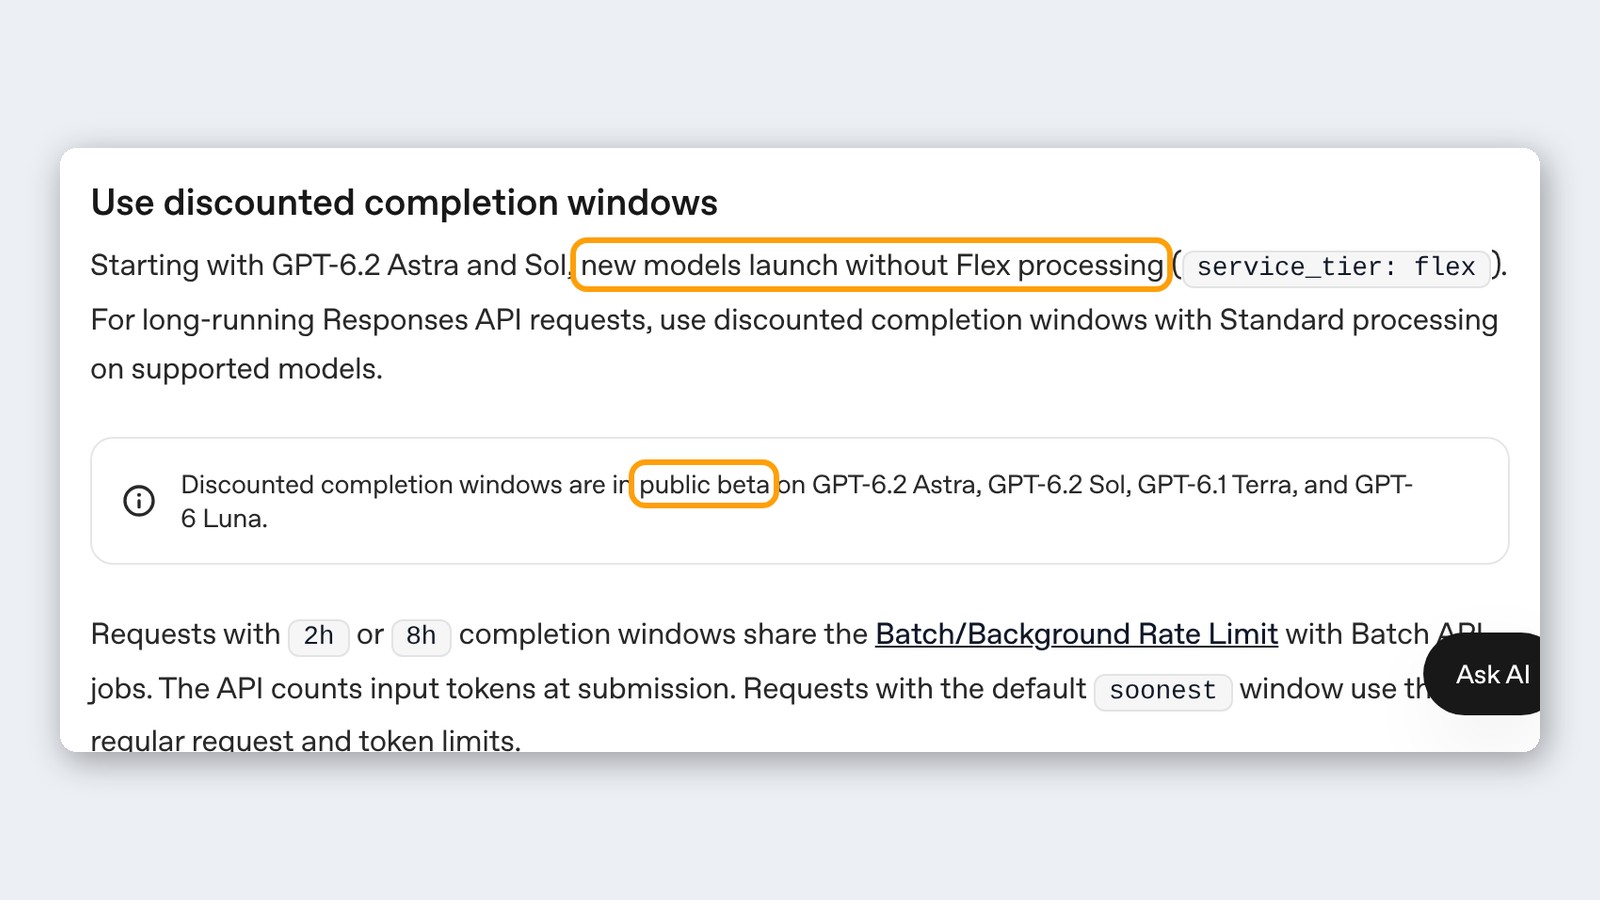 Use discounted completion windows
Starting with GPT-6.2 Astra and Sol, new models launch without Flex processing (service_tier: flex).
For long-running Responses API requests, use discounted completion windows with Standard processing
on supported models.
Discounted completion windows are in public beta on GPT-6.2 Astra, GPT-6.2 Sol, GPT-6.1 Terra, and GPT-
6 Luna.
Requests with 2h or 8h completion windows share the Batch/Background Rate Limit with Batch API
jobs. The API counts input tokens at submission. Requests with the default soonest window use
regular request and token limits.
Ask AI